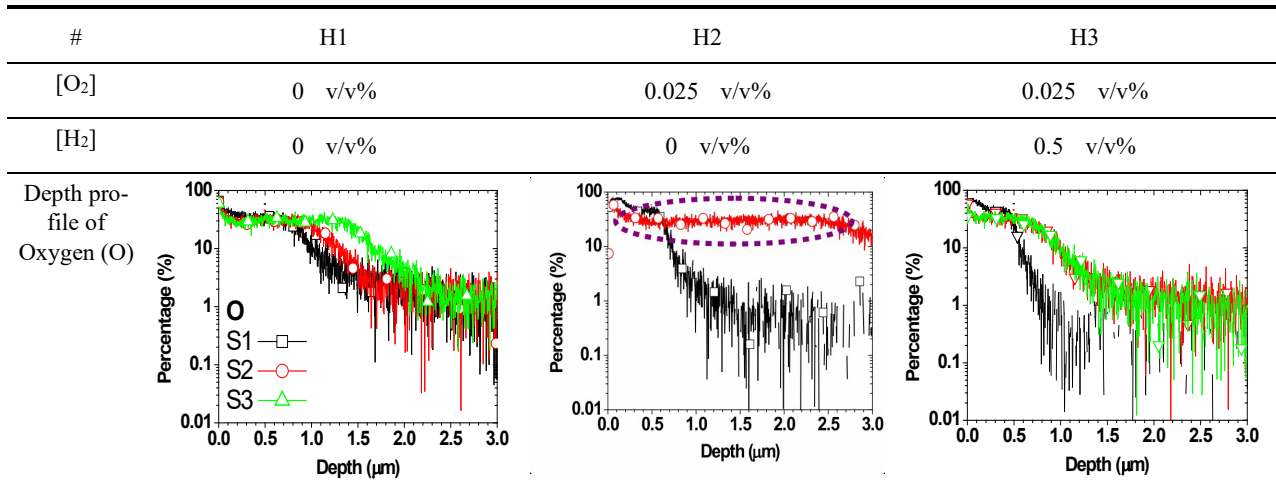 # H1 H2 H3
[O₂] 0 v/v% 0.025 v/v% 0.025 v/v%
[H₂] 0 v/v% 0 v/v% 0.5 v/v%
Depth pro-
file of
Oxygen (O)
Percentage (%)
100
10
1
0.1
0.01
O
S1
S2
S3
0.0 0.5 1.0 1.5 2.0 2.5 3.0
Depth (μm)
Percentage (%)
100
10
1
0.1
0.01
0.0 0.5 1.0 1.5 2.0 2.5 3.0
Depth (μm)
Percentage (%)
100
10
1
0.1
0.01
0.0 0.5 1.0 1.5 2.0 2.5 3.0
Depth (μm)